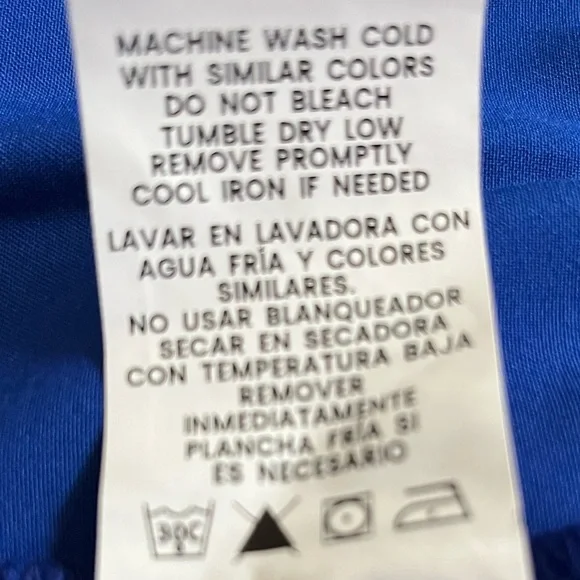 MACHINE WASH COLD
WITH SIMILAR COLORS
DO NOT BLEACH
TUMBLE DRY LOW
REMOVE PROMPTLY
COOL IRON IF NEEDED
LAVAR EN LAVADORA CON
AGUA FRÍA Y COLORES
SIMILARES.
NO USAR BLANQUEADOR
SECAR EN SECADORA
CON TEMPERATURA BAJA
REMOVER
INMEDIATAMENTE
PLANCHA FRÍA SI
ES NECESARIO
30C